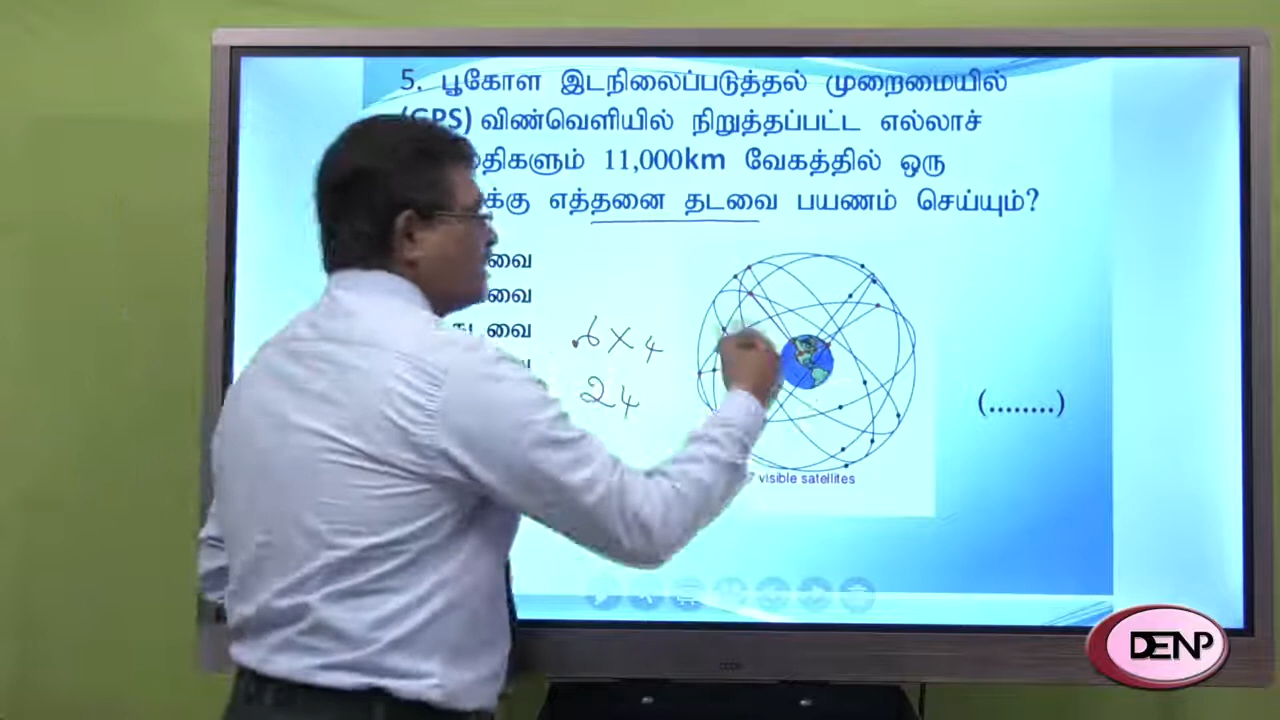 5. பூகோள இடநிலைப்படுத்தல் முறைமையில்
(GPS) விண்வெளியில் நிறுத்தப்பட்ட எல்லாச்
11,000km வேகத்தில் ஒரு
எத்தனை தடவை பயணம் செய்யும்?
6 X 4
24
(........)
visible satellites
DENP